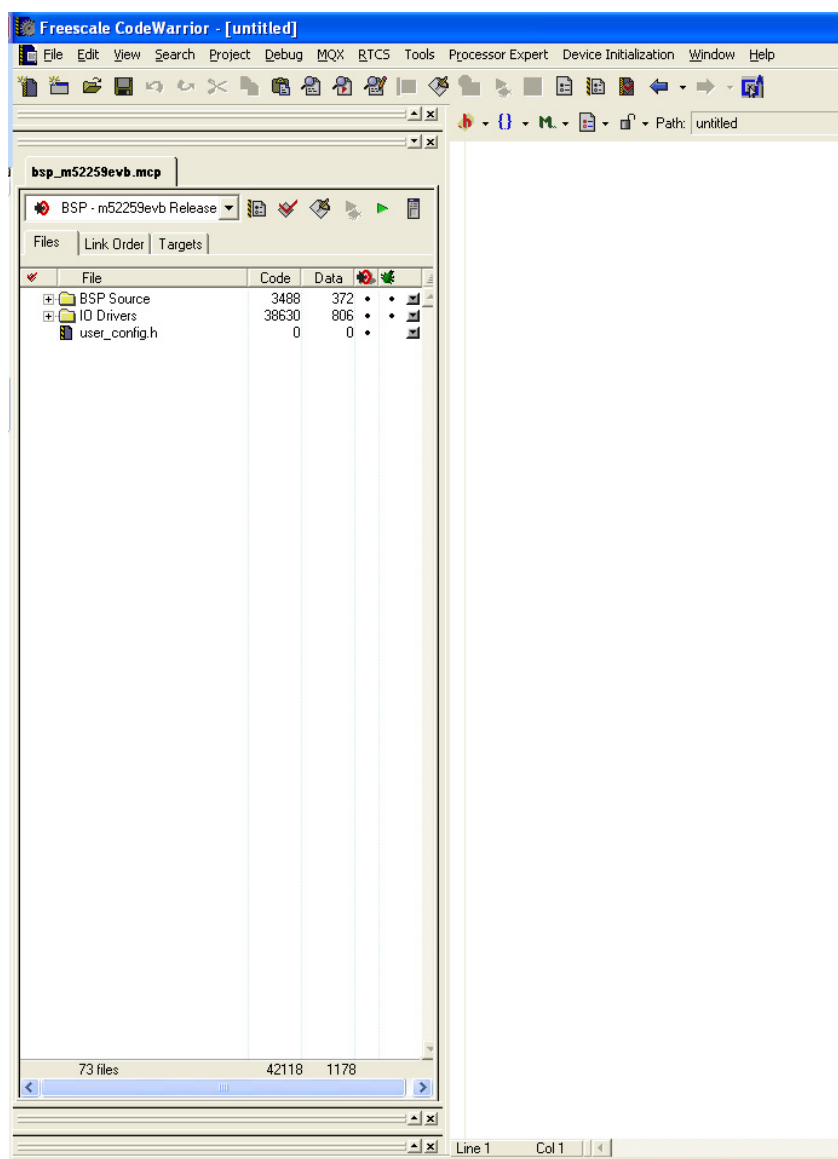 Freescale CodeWarrior - [untitled]
File Edit View Search Project Debug MQX RTCS Tools Processor Expert Device Initialization Window Help
h {} M. Path: untitled
bsp_m52259evb.mcp
BSP - m52259evb Release
Files Link Order Targets
File Code Data
BSP Source 3488 372
IO Drivers 38630 806
user_config.h 0 0
73 files 42118 1178
Line 1 Col 1